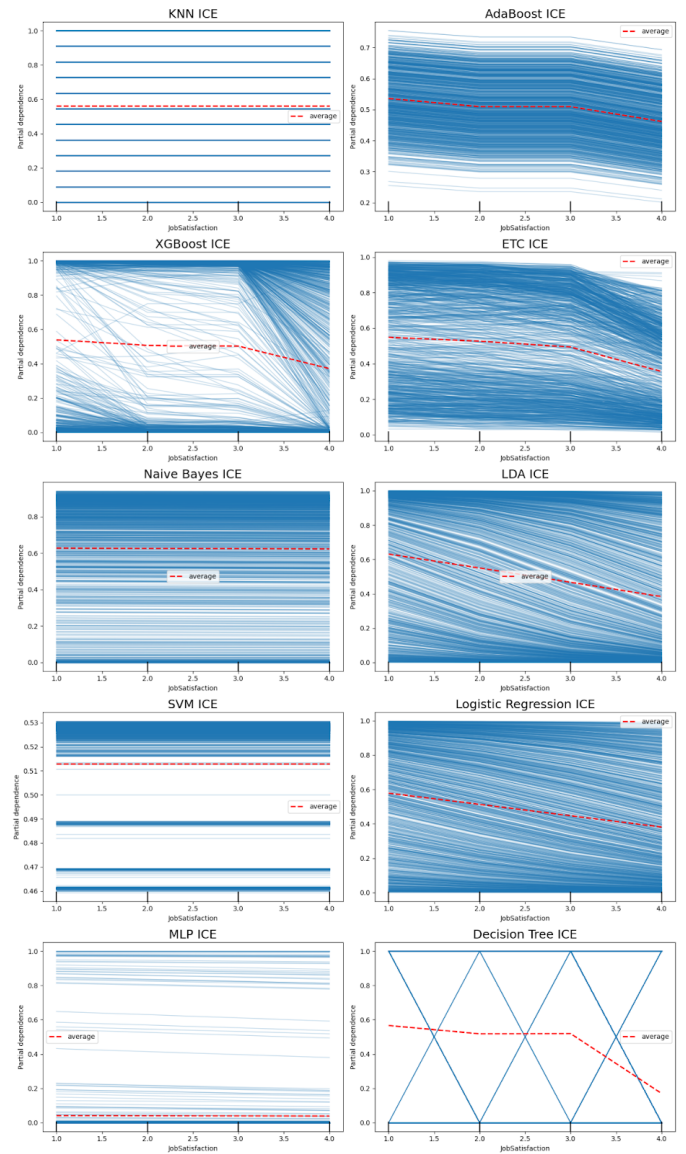 KNN ICE
Partial dependence
1.0
0.8
0.6
0.4
0.2
0.0
average
1.0 1.5 2.0 2.5 3.0 3.5 4.0
JobSatisfaction
AdaBoost ICE
Partial dependence
0.7
0.6
0.5
0.4
0.3
0.2
average
1.0 1.5 2.0 2.5 3.0 3.5 4.0
JobSatisfaction
XGBoost ICE
Partial dependence
1.0
0.8
0.6
0.4
0.2
0.0
average
1.0 1.5 2.0 2.5 3.0 3.5 4.0
JobSatisfaction
ETC ICE
Partial dependence
1.0
0.8
0.6
0.4
0.2
0.0
average
1.0 1.5 2.0 2.5 3.0 3.5 4.0
JobSatisfaction
Naive Bayes ICE
Partial dependence
0.8
0.6
0.4
0.2
0.0
average
1.0 1.5 2.0 2.5 3.0 3.5 4.0
JobSatisfaction
LDA ICE
Partial dependence
1.0
0.8
0.6
0.4
0.2
0.0
average
1.0 1.5 2.0 2.5 3.0 3.5 4.0
JobSatisfaction
SVM ICE
Partial dependence
0.53
0.52
0.51
0.50
0.49
0.48
0.47
0.46
average
1.0 1.5 2.0 2.5 3.0 3.5 4.0
JobSatisfaction
Logistic Regression ICE
Partial dependence
1.0
0.8
0.6
0.4
0.2
0.0
average
1.0 1.5 2.0 2.5 3.0 3.5 4.0
JobSatisfaction
MLP ICE
Partial dependence
1.0
0.8
0.6
0.4
0.2
0.0
average
1.0 1.5 2.0 2.5 3.0 3.5 4.0
JobSatisfaction
Decision Tree ICE
Partial dependence
1.0
0.8
0.6
0.4
0.2
0.0
average
1.0 1.5 2.0 2.5 3.0 3.5 4.0
JobSatisfaction